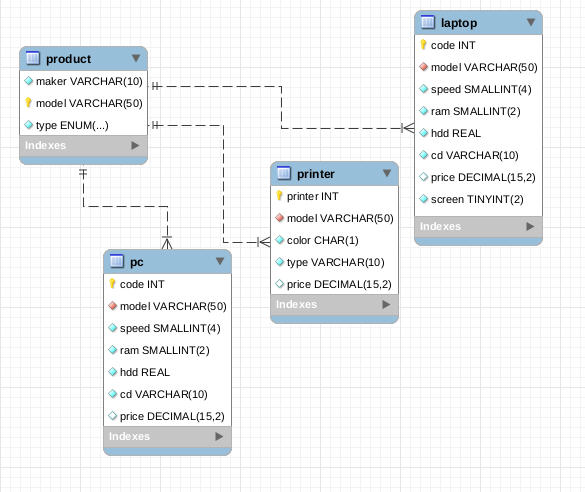 product
maker VARCHAR(10)
model VARCHAR(50)
type ENUM(...)
Indexes
laptop
code INT
model VARCHAR(50)
speed SMALLINT(4)
ram SMALLINT(2)
hdd REAL
cd VARCHAR(10)
price DECIMAL(15,2)
screen TINYINT(2)
Indexes
printer
printer INT
model VARCHAR(50)
color CHAR(1)
type VARCHAR(10)
price DECIMAL(15,2)
Indexes
pc
code INT
model VARCHAR(50)
speed SMALLINT(4)
ram SMALLINT(2)
hdd REAL
cd VARCHAR(10)
price DECIMAL(15,2)
Indexes